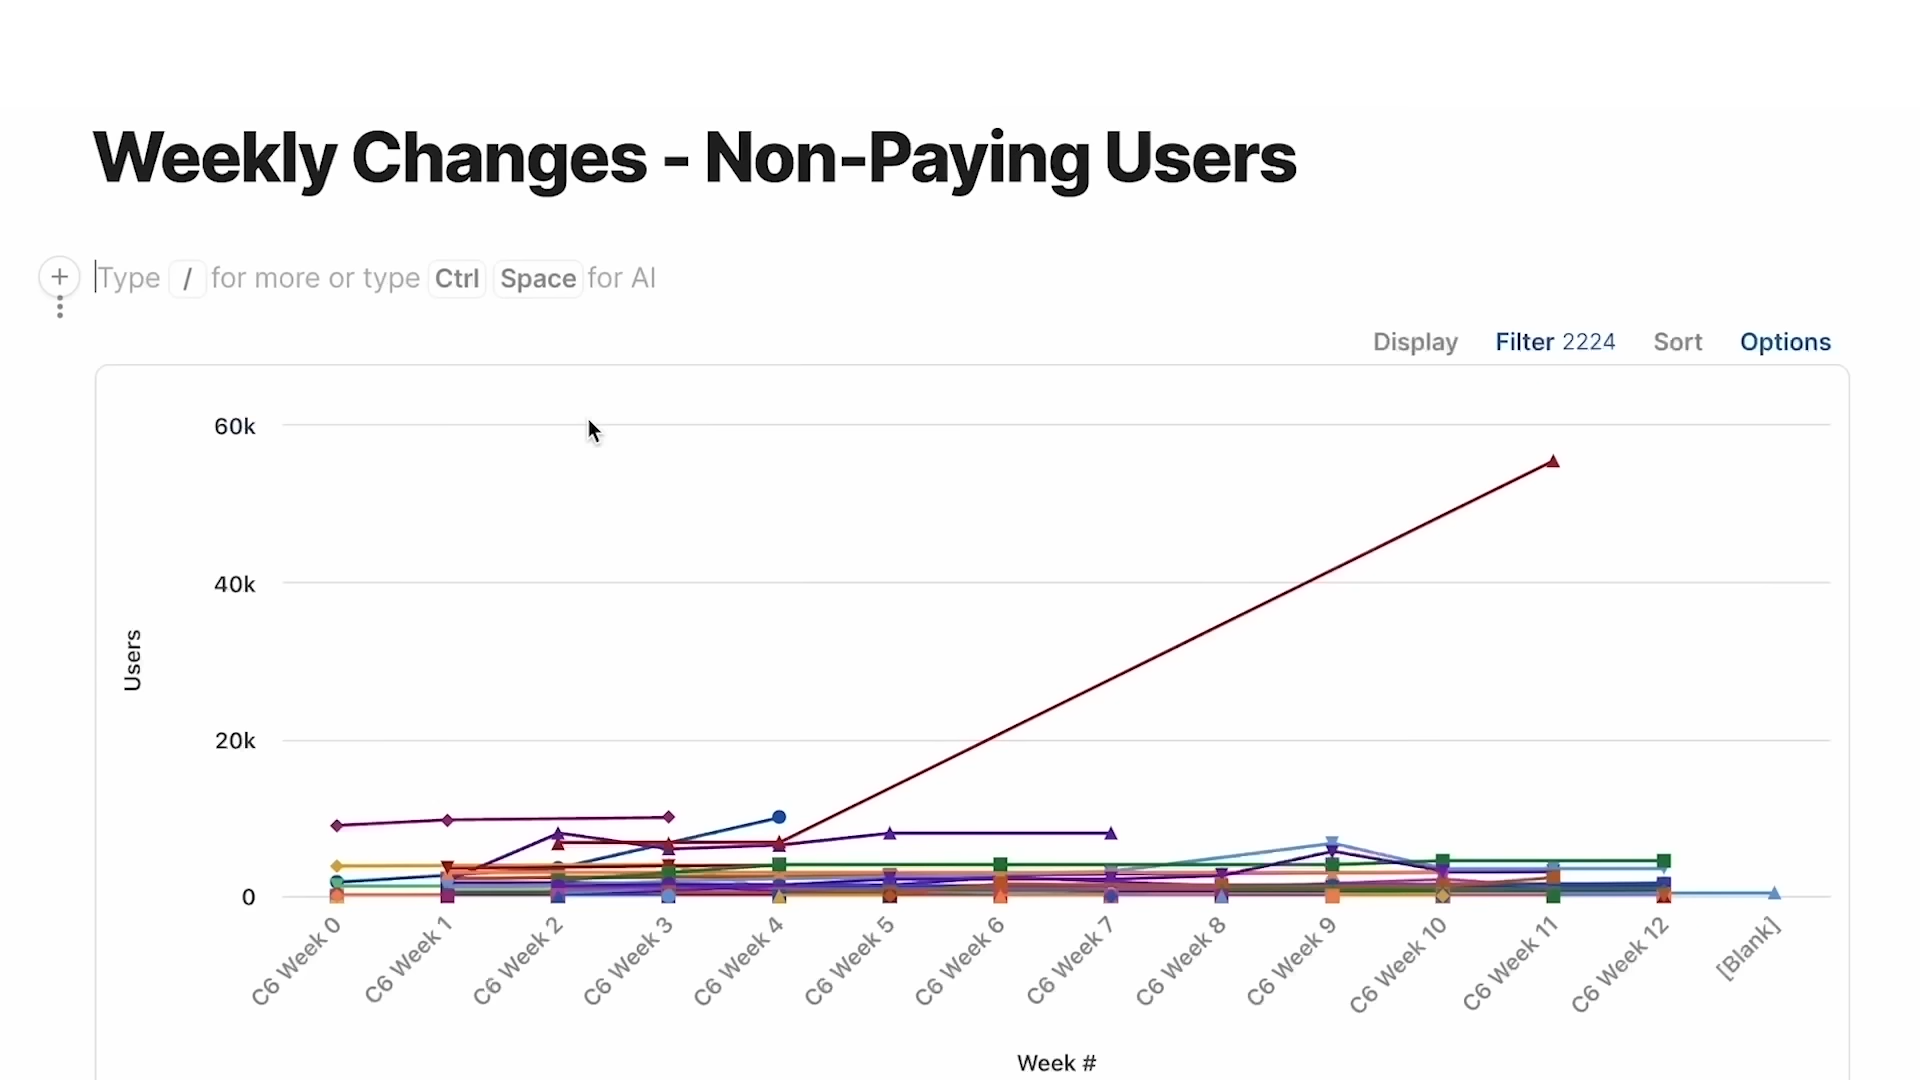 Weekly Changes - Non-Paying Users
Type / for more or type Ctrl Space for AI
Display Filter 2224 Sort Options
60k
40k
20k
0
Users
C6 Week 0
C6 Week 1
C6 Week 2
C6 Week 3
C6 Week 4
C6 Week 5
C6 Week 6
C6 Week 7
C6 Week 8
C6 Week 9
C6 Week 10
C6 Week 11
C6 Week 12
[Blank]
Week #